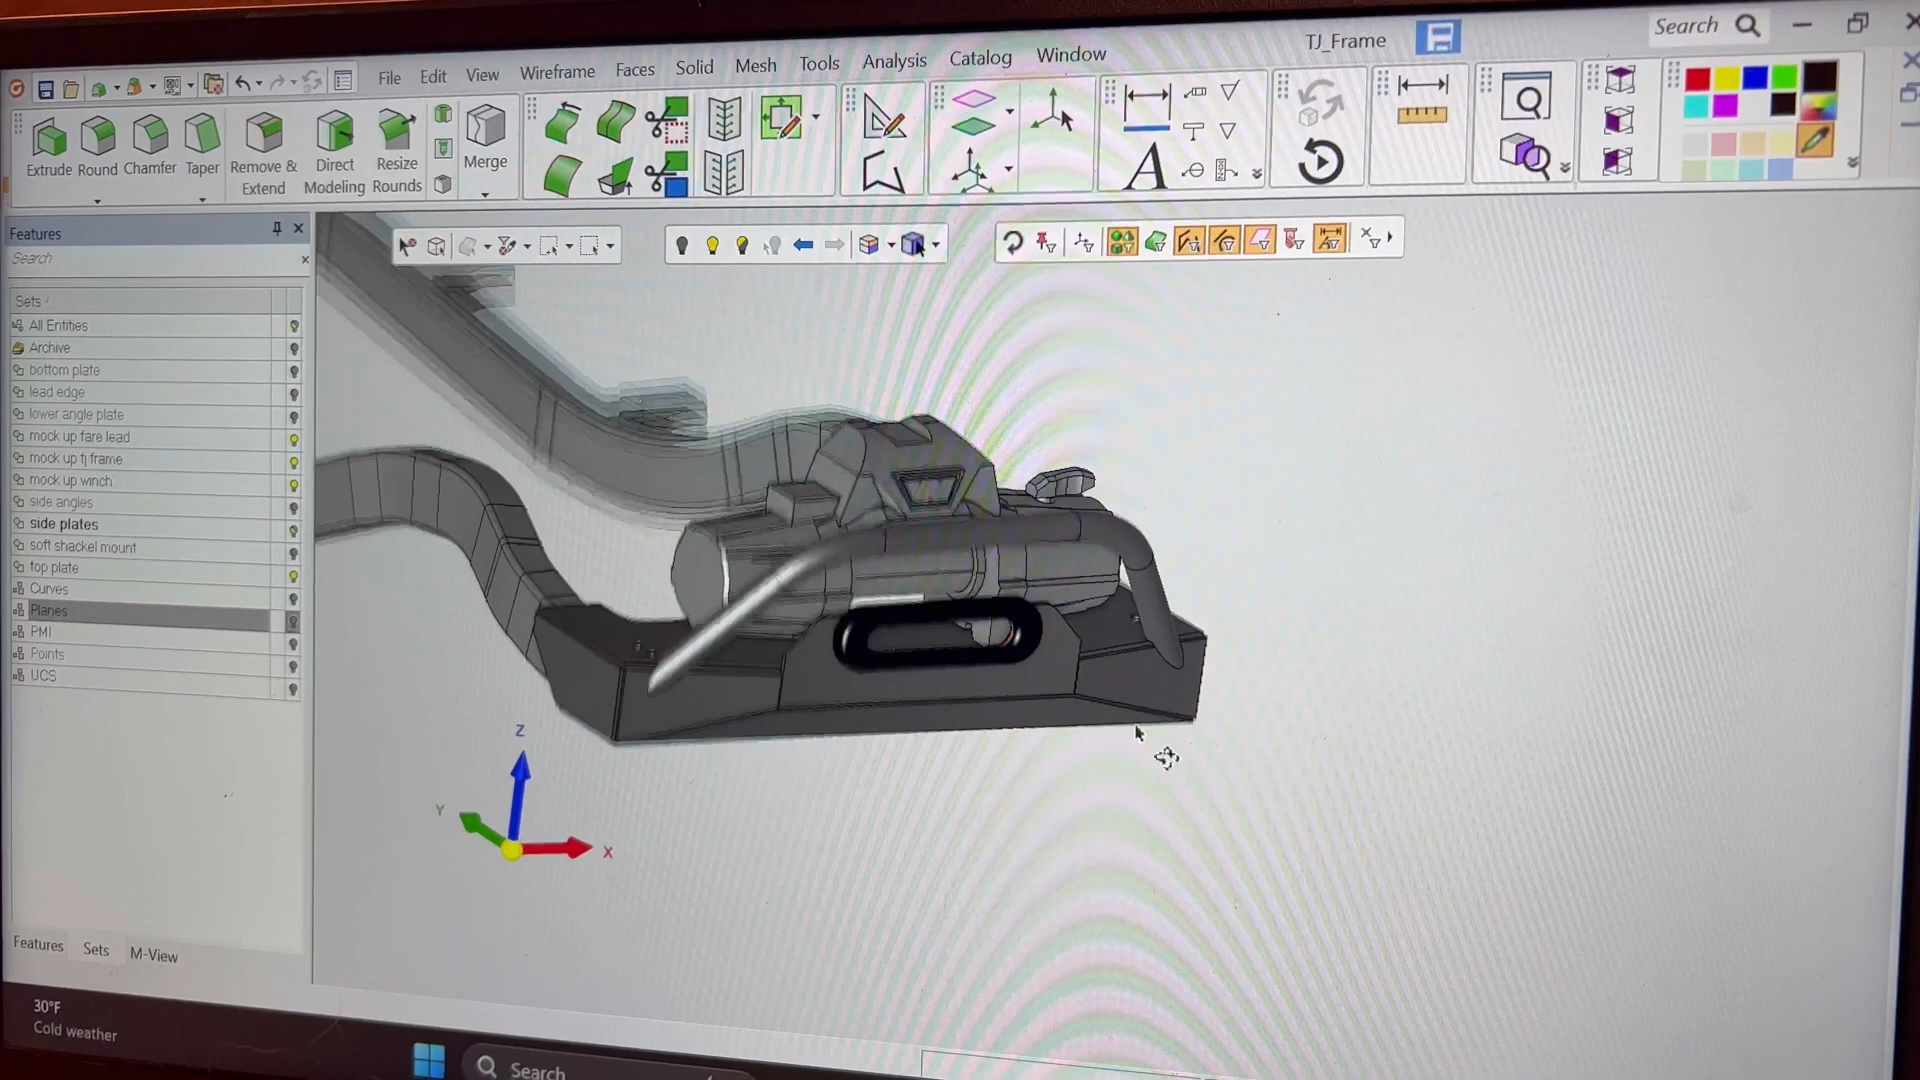 TJ_Frame
Search
File Edit View Wireframe Faces Solid Mesh Tools Analysis Catalog Window
Extrude Round Chamfer Taper Remove & Extend Direct Modeling Resize Rounds Merge
A
Features
Search
Sets
All Entities
Archive
bottom plate
lead edge
lower angle plate
mock up fare lead
mock up tj frame
mock up winch
side angles
side plates
soft shackel mount
top plate
Curves
Planes
PMI
Points
UCS
Z
Y
X
Features Sets M-View
30°F
Cold weather
Search